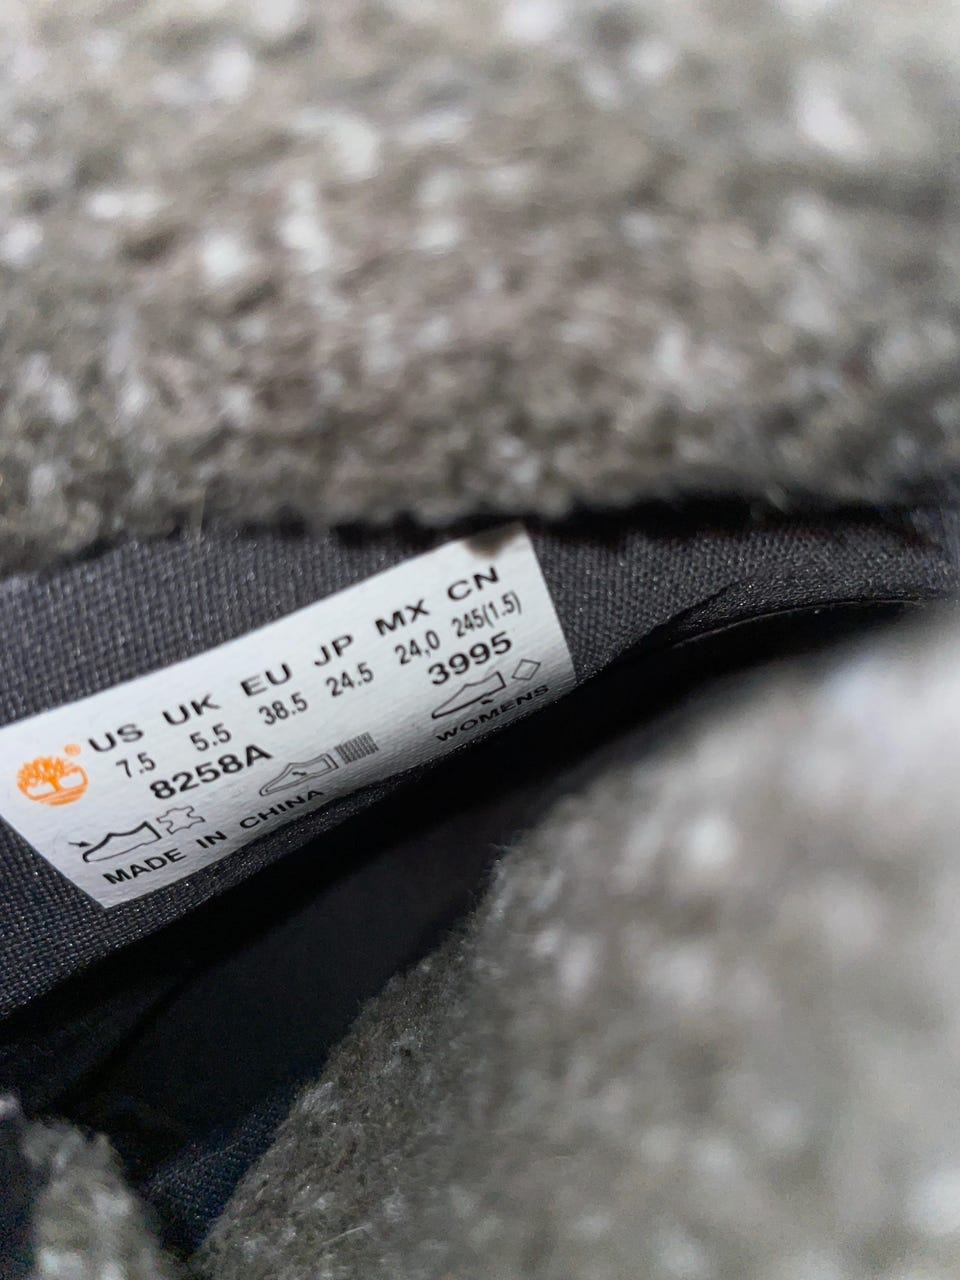 US UK EU JP MX CN
7.5 5.5 38.5 24.5 24,0 245(1.5)
8258A 3995
WOMENS
MADE IN CHINA
®